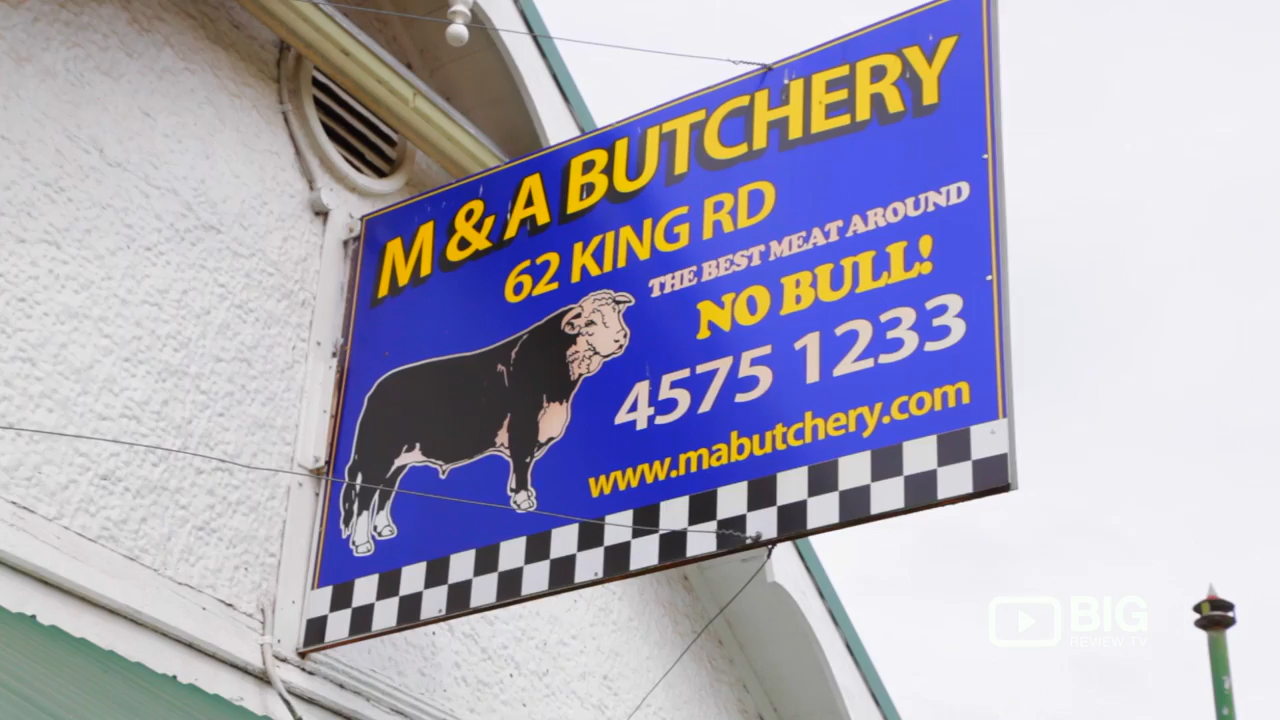 M & A BUTCHERY
62 KING RD
THE BEST MEAT AROUND
NO BULL!
4575 1233
www.mabutchery.com
BIG
REVIEW TV